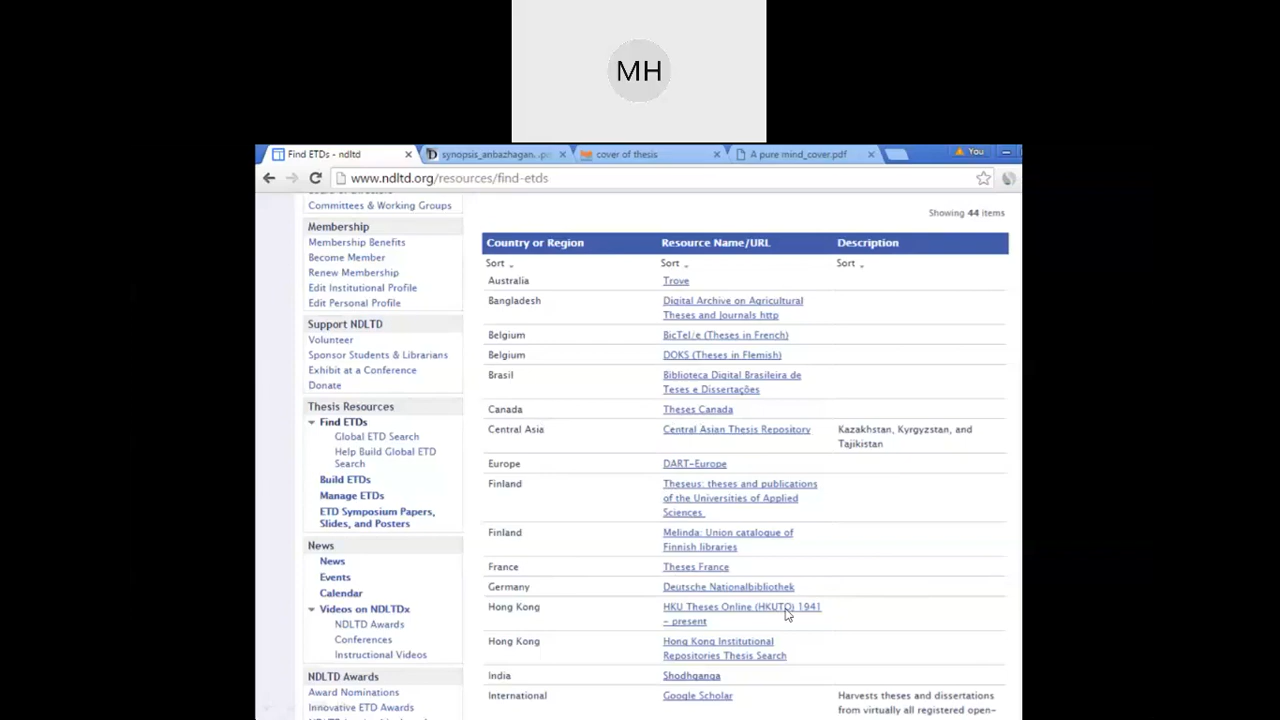 MH
Find ETDs - ndltd
synopsis_anbazhagan..
cover of thesis
A pure mind_cover.pdf
You
www.ndltd.org/resources/find-etds
Committees & Working Groups
Showing 44 items
Membership
Membership Benefits
Become Member
Renew Membership
Edit Institutional Profile
Edit Personal Profile
Support NDLTD
Volunteer
Sponsor Students & Librarians
Exhibit at a Conference
Donate
Thesis Resources
Find ETDs
Global ETD Search
Help Build Global ETD
Search
Build ETDs
Manage ETDs
ETD Symposium Papers,
Slides, and Posters
News
News
Events
Calendar
Videos on NDLTDx
NDLTD Awards
Conferences
Instructional Videos
NDLTD Awards
Award Nominations
Innovative ETD Awards
Country or Region Resource Name/URL Description
Sort Sort Sort
Australia Trove
Bangladesh Digital Archive on Agricultural
Theses and Journals http
Belgium BicTel/e (Theses in French)
Belgium DOKS (Theses in Flemish)
Brasil Biblioteca Digital Brasileira de
Teses e Dissertações
Canada Theses Canada
Central Asia Central Asian Thesis Repository Kazakhstan, Kyrgyzstan, and
Tajikistan
Europe DART-Europe
Finland Theseus: theses and publications
of the Universities of Applied
Sciences
Finland Melinda: Union catalogue of
Finnish libraries
France Theses France
Germany Deutsche Nationalbibliothek
Hong Kong HKU Theses Online (HKUTO) 1941
- present
Hong Kong Hong Kong Institutional
Repositories Thesis Search
India Shodhganga
International Google Scholar Harvests theses and dissertations
from virtually all registered open-